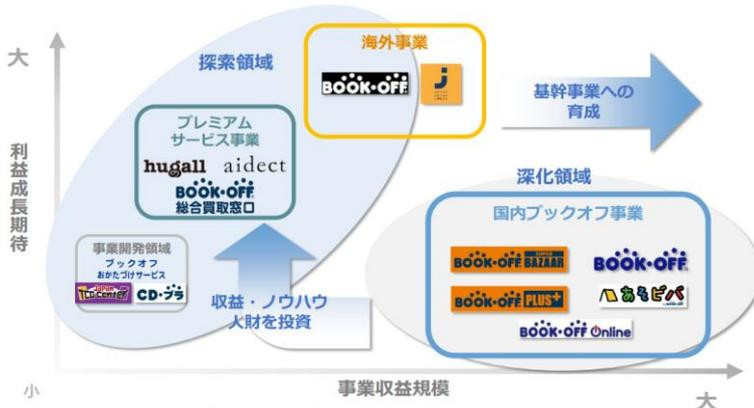 大
利益成長期待
小
探索領域
海外事業
BOOK・OFF
J
プレミアム
サービス事業
hugall aidect
BOOK・OFF
総合買取窓口
事業開発領域
ブックオフ
おかたづけサービス
Japan
TCG CENTER
CD・プラ
収益・ノウハウ
人財を投資
基幹事業への
育成
深化領域
国内ブックオフ事業
BOOK・OFF SUPER BAZAAR
BOOK・OFF
BOOK・OFF PLUS+
あそビバ
BOOK・OFF Online
事業収益規模
大